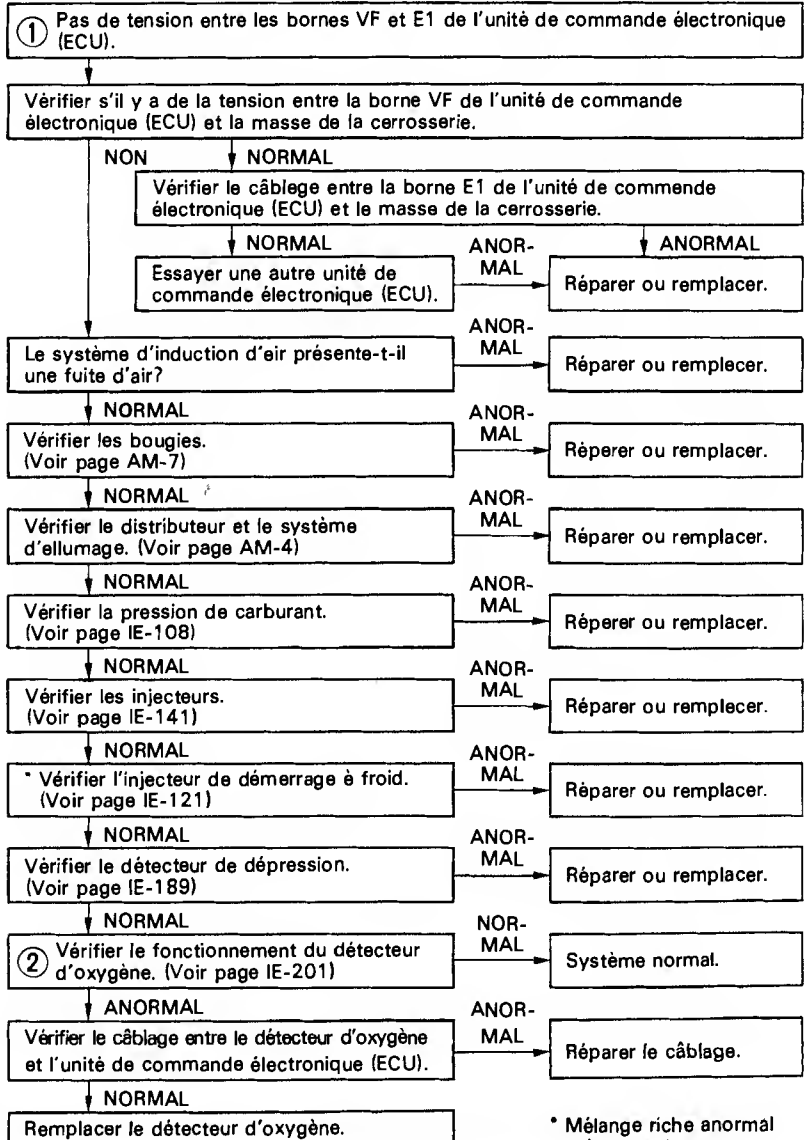 ① Pas de tension entre les bornes VF et E1 de l'unité de commande électronique
(ECU).
Vérifier s'il y a de la tension entre la borne VF de l'unité de commande
électronique (ECU) et la masse de la cerrosserie.
NON
NORMAL
Vérifier le câblege entre la borne E1 de l'unité de commende
électronique (ECU) et le masse de la cerrosserie.
NORMAL
ANOR-
MAL
ANORMAL
Essayer une autre unité de
commande électronique (ECU).
Réparer ou remplacer.
Le système d'induction d'eir présente-t-il
une fuite d'air?
ANOR-
MAL
Réparer ou remplecer.
NORMAL
Vérifier les bougies.
(Voir page AM-7)
ANOR-
MAL
Rèperer ou remplacer.
NORMAL
Vérifier le distributeur et le système
d'ellumage. (Voir page AM-4)
ANOR-
MAL
Réparer ou remplacer.
NORMAL
Vérifier la pression de carburant.
(Voir page IE-108)
ANOR-
MAL
Réperer ou remplacer.
NORMAL
Vérifier les injecteurs.
(Voir page IE-141)
ANOR-
MAL
Réparer ou remplecer.
NORMAL
* Vérifier l'injecteur de démerrage è froid.
(Voir page IE-121)
ANOR-
MAL
Réparer ou remplacer.
NORMAL
Vérifier le détecteur de dépression.
(Voir page IE-189)
ANOR-
MAL
Réparer ou remplacer.
NORMAL
② Vérifier le fonctionnement du détecteur
d'oxygène. (Voir page IE-201)
NOR-
MAL
Système normal.
ANORMAL
Vérifier le câblage entre le détecteur d'oxygène
et l'unité de commande électronique (ECU).
ANOR-
MAL
Réparer le câblage.
NORMAL
Remplacer le détecteur d'oxygène.
* Mélange riche anormal